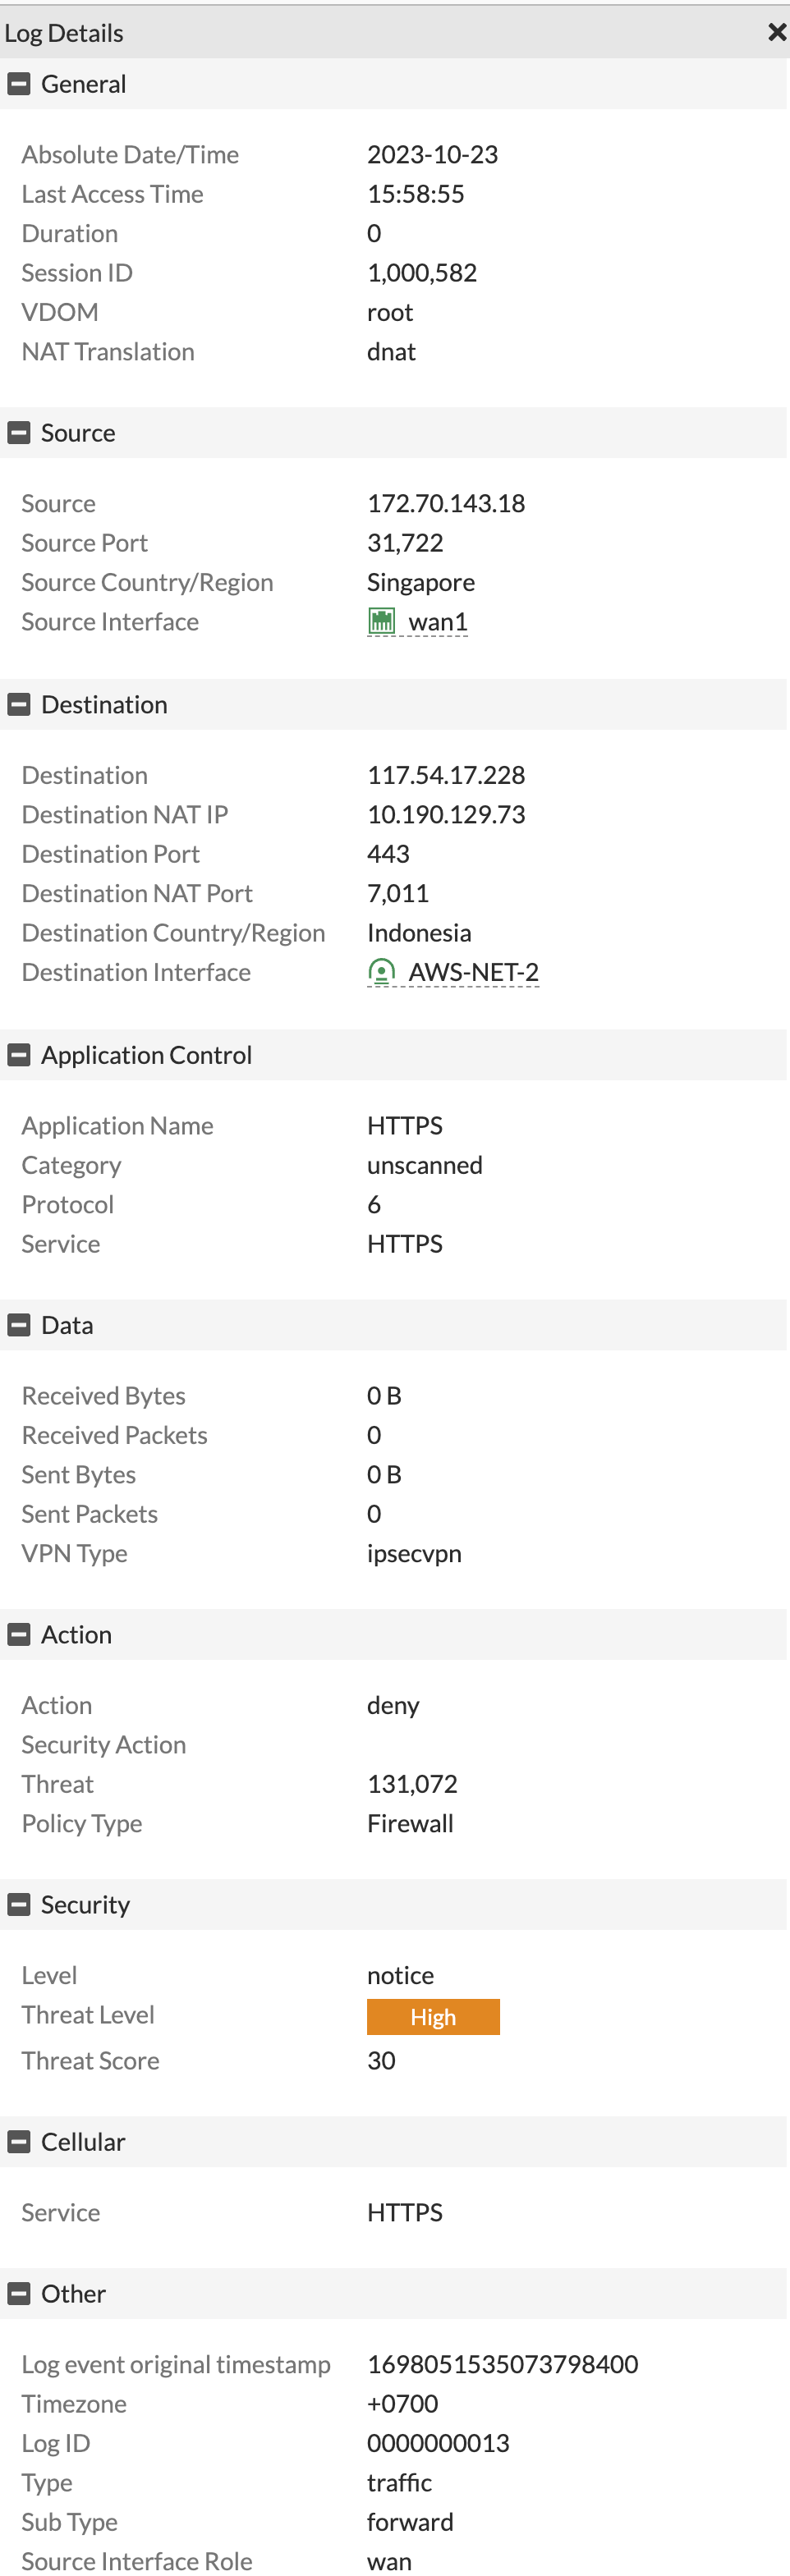 Log Details
General
Absolute Date/Time 2023-10-23
Last Access Time 15:58:55
Duration 0
Session ID 1,000,582
VDOM root
NAT Translation dnat
Source
Source 172.70.143.18
Source Port 31,722
Source Country/Region Singapore
Source Interface wan1
Destination
Destination 117.54.17.228
Destination NAT IP 10.190.129.73
Destination Port 443
Destination NAT Port 7,011
Destination Country/Region Indonesia
Destination Interface AWS-NET-2
Application Control
Application Name HTTPS
Category unscanned
Protocol 6
Service HTTPS
Data
Received Bytes 0 B
Received Packets 0
Sent Bytes 0 B
Sent Packets 0
VPN Type ipsecvpn
Action
Action deny
Security Action
Threat 131,072
Policy Type Firewall
Security
Level notice
Threat Level High
Threat Score 30
Cellular
Service HTTPS
Other
Log event original timestamp 1698051535073798400
Timezone +0700
Log ID 0000000013
Type traffic
Sub Type forward
Source Interface Role wan